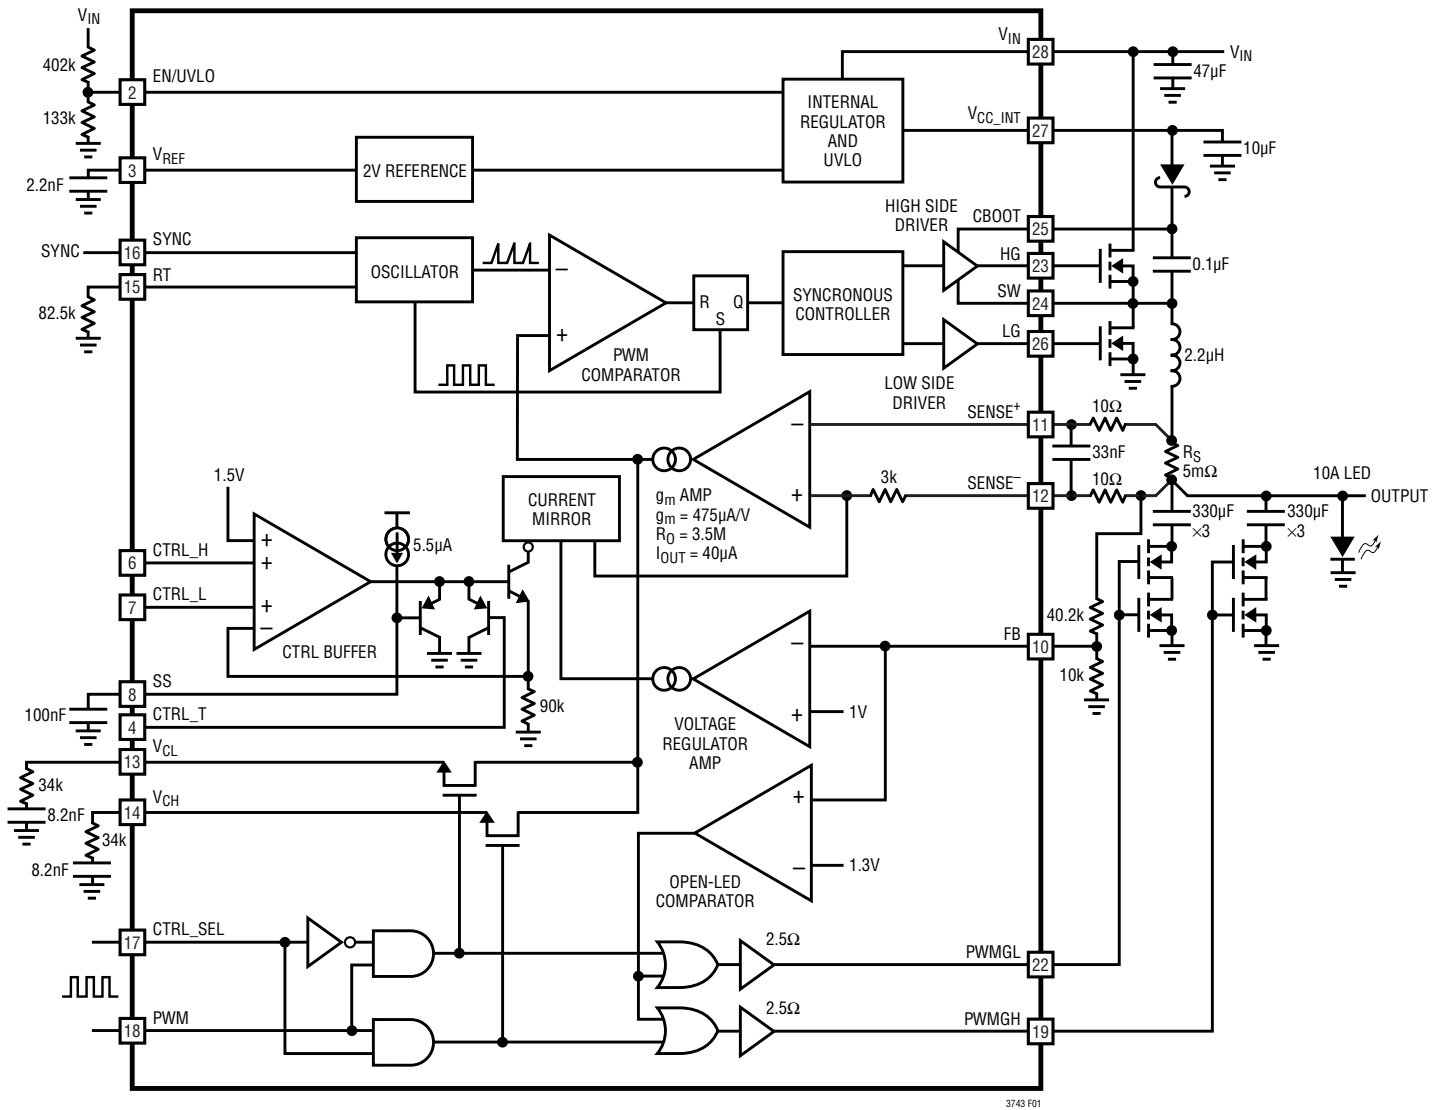 VIN
402k
EN/UVLO
2
133k
VREF
3
2.2nF
2V REFERENCE
INTERNAL
REGULATOR
AND
UVLO
VIN
28
VIN
47µF
VCC_INT
27
10µF
SYNC
SYNC
16
RT
15
82.5k
OSCILLATOR
–
+
PWM
COMPARATOR
R
Q
S
SYNCRONOUS
CONTROLLER
HIGH SIDE
DRIVER
CBOOT
25
HG
23
0.1µF
SW
24
LG
26
2.2µH
LOW SIDE
DRIVER
SENSE+
11
10Ω
33nF
RS
5mΩ
SENSE–
12
10Ω
3k
10A LED
OUTPUT
330µF
×3
330µF
×3
–
+
gm AMP
gm = 475µA/V
RO = 3.5M
IOUT = 40µA
CURRENT
MIRROR
1.5V
5.5µA
CTRL_H
6
CTRL_L
7
+
+
+
–
CTRL BUFFER
SS
8
100nF
CTRL_T
4
90k
40.2k
FB
10
10k
–
+
1V
VOLTAGE
REGULATOR
AMP
VCL
13
34k
8.2nF
VCH
14
34k
8.2nF
+
–
1.3V
OPEN-LED
COMPARATOR
CTRL_SEL
17
PWM
18
2.5Ω
PWMGL
22
2.5Ω
PWMGH
19
3743 F01